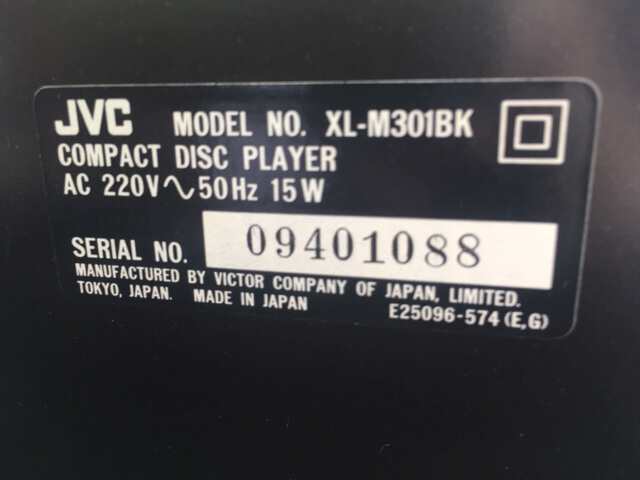 JVC MODEL NO. XL-M301BK
COMPACT DISC PLAYER
AC 220V∿50Hz 15W
SERIAL NO. 09401088
MANUFACTURED BY VICTOR COMPANY OF JAPAN, LIMITED.
TOKYO, JAPAN. MADE IN JAPAN E25096-574 (E,G)